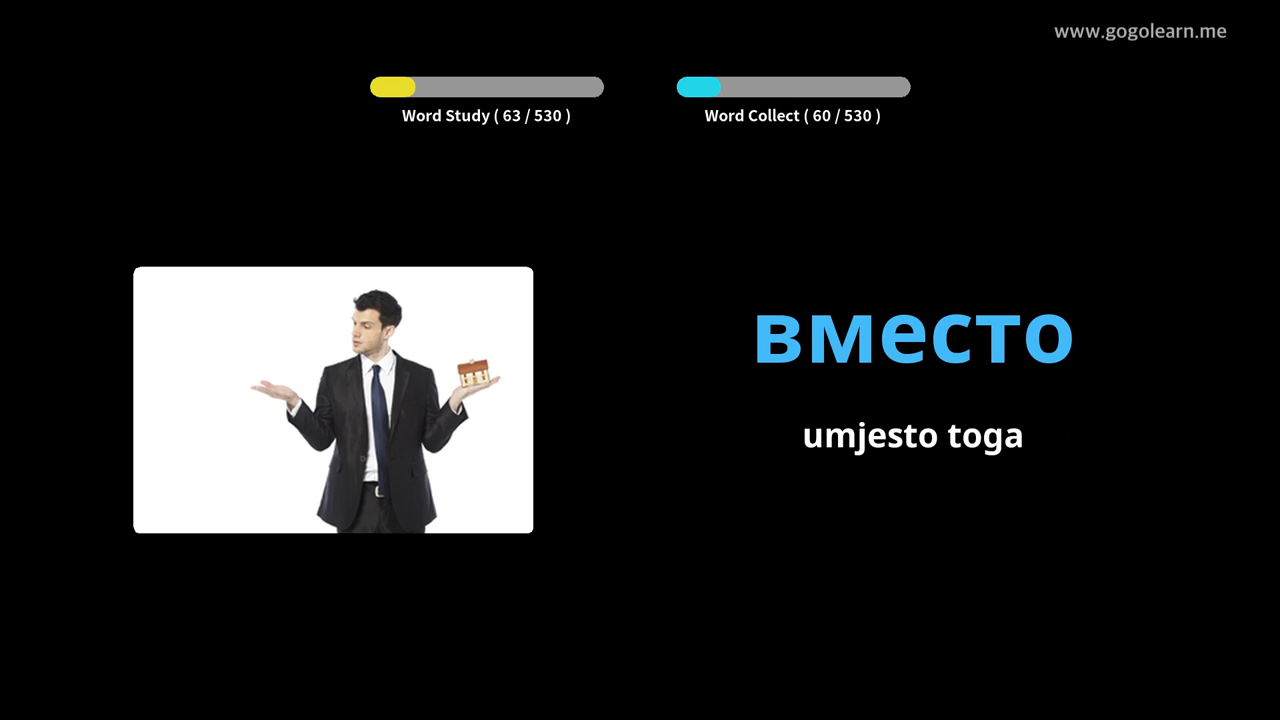 www.gogolearn.me
Word Study ( 63 / 530 )
Word Collect ( 60 / 530 )
вместо
umjesto toga